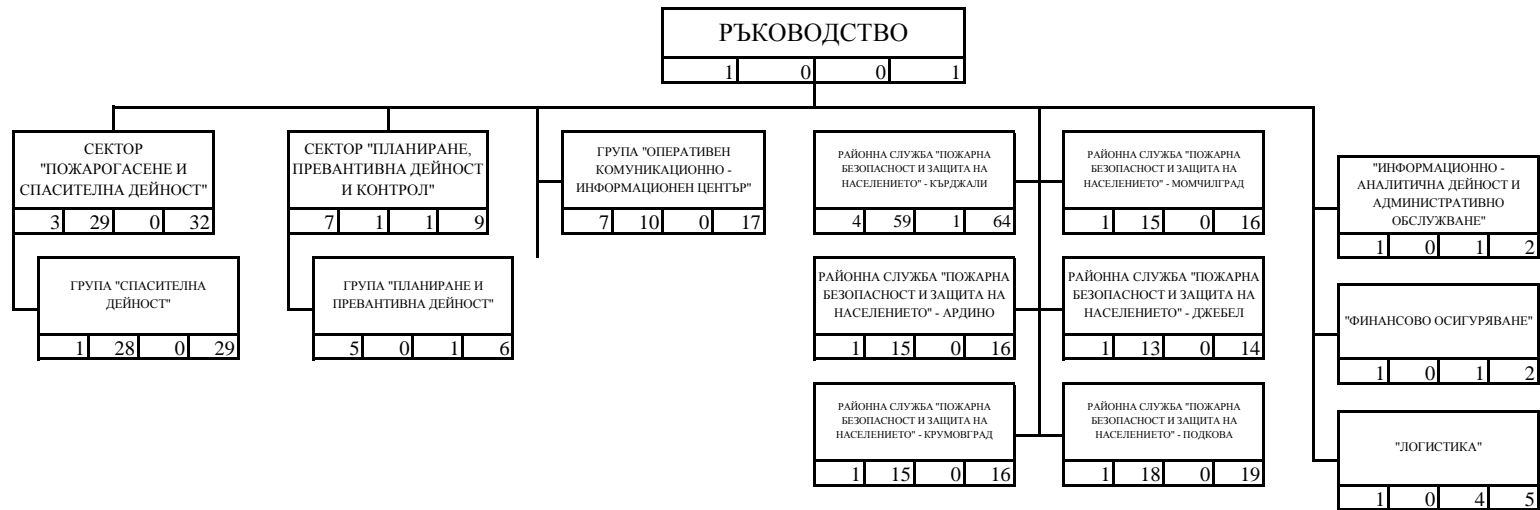 РЪКОВОДСТВО
1 0 0 1
СЕКТОР
"ПОЖАРОГАСЕНЕ И
СПАСИТЕЛНА ДЕЙНОСТ"
3 29 0 32
ГРУПА "СПАСИТЕЛНА
ДЕЙНОСТ"
1 28 0 29
СЕКТОР "ПЛАНИРАНЕ,
ПРЕВАНТИВНА ДЕЙНОСТ
И КОНТРОЛ"
7 1 1 9
ГРУПА "ПЛАНИРАНЕ И
ПРЕВАНТИВНА ДЕЙНОСТ"
5 0 1 6
ГРУПА "ОПЕРАТИВЕН
КОМУНИКАЦИОННО -
ИНФОРМАЦИОНЕН ЦЕНТЪР"
7 10 0 17
РАЙОННА СЛУЖБА "ПОЖАРНА
БЕЗОПАСНОСТ И ЗАЩИТА НА
НАСЕЛЕНИЕТО" - КЪРДЖАЛИ
4 59 1 64
РАЙОННА СЛУЖБА "ПОЖАРНА
БЕЗОПАСНОСТ И ЗАЩИТА НА
НАСЕЛЕНИЕТО" - МОМЧИЛГРАД
1 15 0 16
РАЙОННА СЛУЖБА "ПОЖАРНА
БЕЗОПАСНОСТ И ЗАЩИТА НА
НАСЕЛЕНИЕТО" - АРДИНО
1 15 0 16
РАЙОННА СЛУЖБА "ПОЖАРНА
БЕЗОПАСНОСТ И ЗАЩИТА НА
НАСЕЛЕНИЕТО" - ДЖЕБЕЛ
1 13 0 14
РАЙОННА СЛУЖБА "ПОЖАРНА
БЕЗОПАСНОСТ И ЗАЩИТА НА
НАСЕЛЕНИЕТО" - КРУМОВГРАД
1 15 0 16
РАЙОННА СЛУЖБА "ПОЖАРНА
БЕЗОПАСНОСТ И ЗАЩИТА НА
НАСЕЛЕНИЕТО" - ПОДКОВА
1 18 0 19
"ИНФОРМАЦИОННО -
АНАЛИТИЧНА ДЕЙНОСТ И
АДМИНИСТРАТИВНО
ОБСЛУЖВАНЕ"
1 0 1 2
"ФИНАНСОВО ОСИГУРЯВАНЕ"
1 0 1 2
"ЛОГИСТИКА"
1 0 4 5